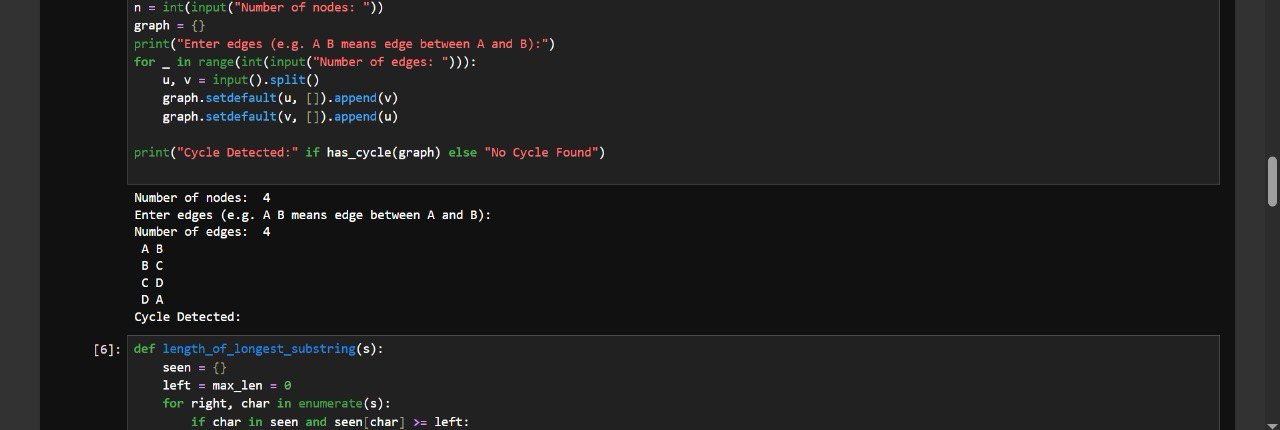 n = int(input("Number of nodes: "))
graph = {}
print("Enter edges (e.g. A B means edge between A and B):")
for _ in range(int(input("Number of edges: "))):
    u, v = input().split()
    graph.setdefault(u, []).append(v)
    graph.setdefault(v, []).append(u)
print("Cycle Detected:" if has_cycle(graph) else "No Cycle Found")
Number of nodes:  4
Enter edges (e.g. A B means edge between A and B):
Number of edges:  4
 A B
 B C
 C D
 D A
Cycle Detected:
[6]: def length_of_longest_substring(s):
    seen = {}
    left = max_len = 0
    for right, char in enumerate(s):
        if char in seen and seen[char] >= left: